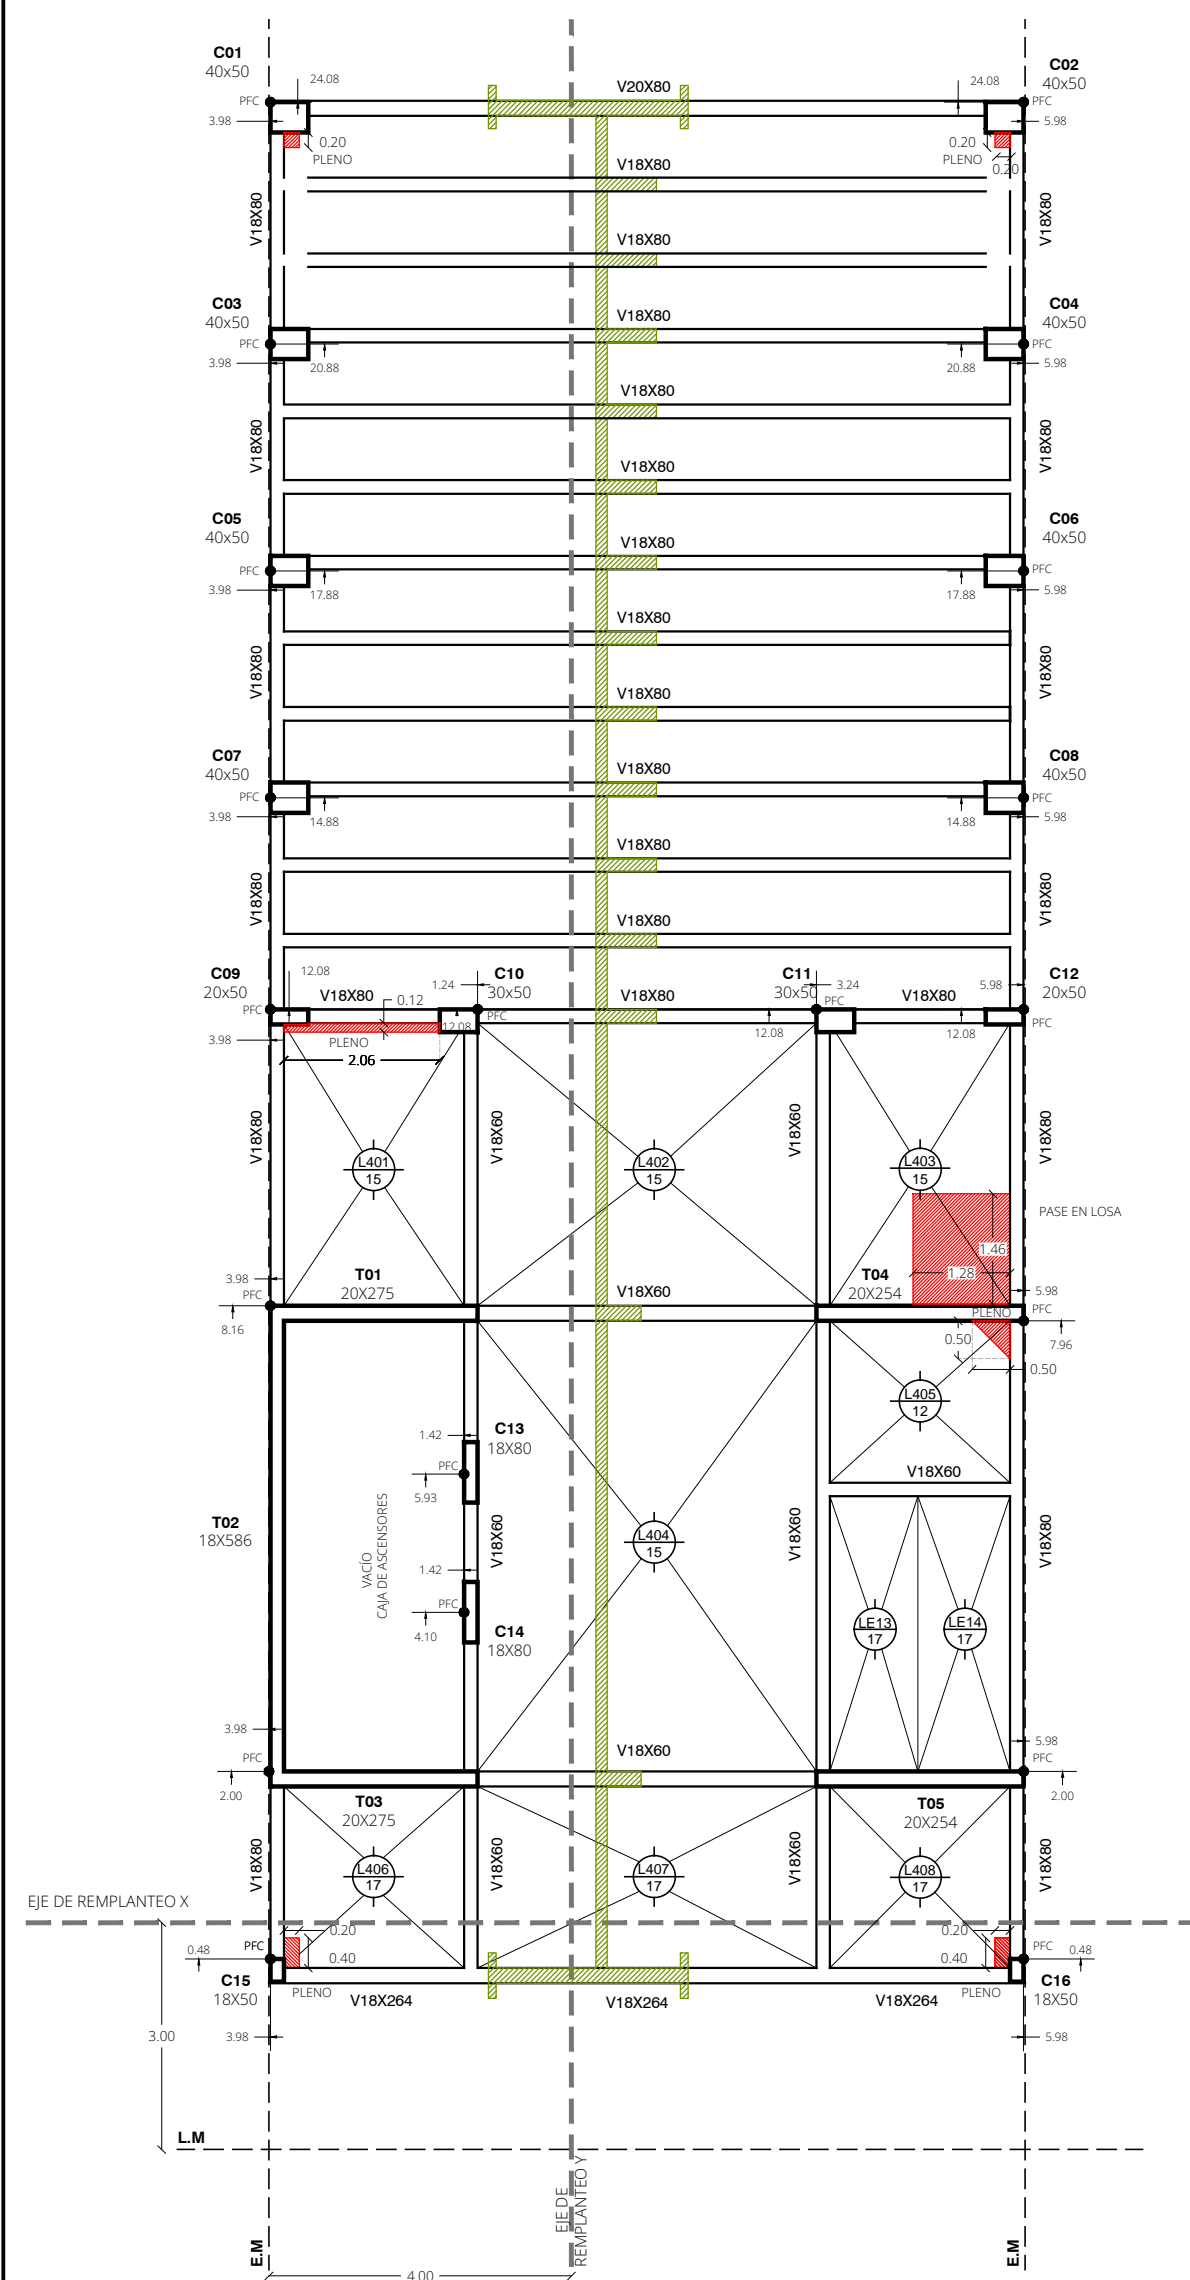 C01
40x50
24.08
PFC
3.98
V20X80
24.08
C02
40x50
PFC
5.98
0.20
PLENO
0.20
PLENO
0.20
V18X80
V18X80
V18X80
V18X80
C03
40x50
PFC
3.98
20.88
V18X80
C04
40x50
PFC
5.98
20.88
V18X80
V18X80
V18X80
V18X80
C05
40x50
PFC
3.98
17.88
V18X80
C06
40x50
PFC
5.98
17.88
V18X80
V18X80
V18X80
V18X80
C07
40x50
PFC
3.98
14.88
V18X80
C08
40x50
PFC
5.98
14.88
V18X80
V18X80
V18X80
V18X80
C09
20x50
PFC
3.98
12.08
V18X80
0.12
PLENO
2.06
1.24
C10
30x50
PFC
12.08
V18X80
C11
30x50
PFC
3.24
12.08
V18X80
5.98
12.08
C12
20x50
PFC
V18X80
V18X60
V18X60
V18X80
L401
15
L402
15
L403
15
PASE EN LOSA
1.46
1.28
3.98
PFC
8.16
T01
20X275
V18X60
T04
20X254
PLENO
5.98
PFC
7.96
0.50
0.50
L405
12
V18X60
1.42
C13
18X80
PFC
5.93
T02
18X586
VACÍO
CAJA DE ASCENSORES
V18X60
L404
15
V18X60
V18X80
1.42
PFC
4.10
C14
18X80
LE13
17
LE14
17
3.98
PFC
2.00
V18X60
5.98
PFC
2.00
T03
20X275
T05
20X254
V18X80
V18X60
V18X60
V18X80
L406
17
L407
17
L408
17
EJE DE REMPLANTEO X
0.48
PFC
0.20
0.40
0.20
0.40
PFC
0.48
C15
18X50
PLENO
V18X264
V18X264
V18X264
PLENO
C16
18X50
3.00
3.98
5.98
L.M
EJE DE
REMPLANTEO Y
E.M
E.M
4.00